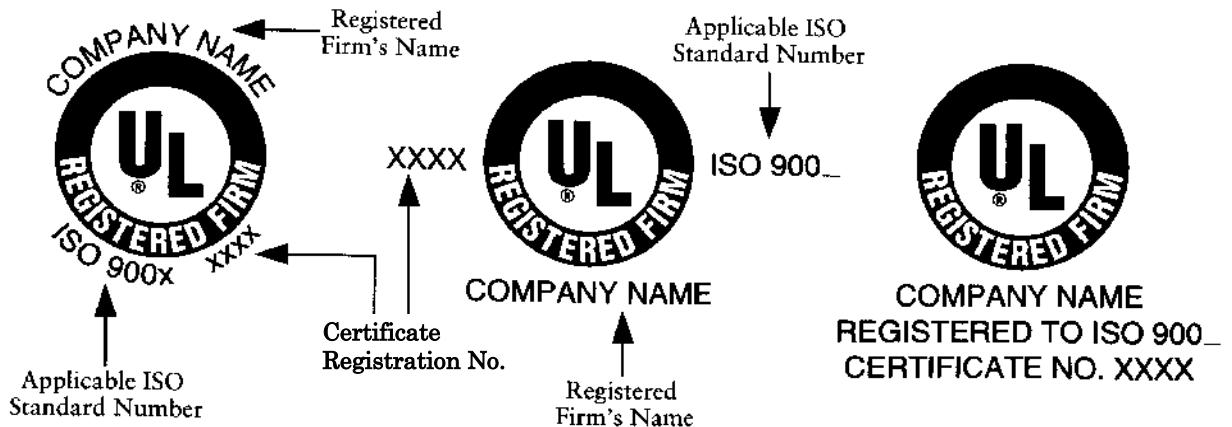 Registered
Firm's Name
COMPANY NAME
UL
®
REGISTERED FIRM
ISO 900x
XXXX
Applicable ISO
Standard Number
Certificate
Registration No.
Applicable ISO
Standard Number
XXXX
UL
®
REGISTERED FIRM
ISO 900_
COMPANY NAME
Registered
Firm's Name
UL
®
REGISTERED FIRM
COMPANY NAME
REGISTERED TO ISO 900_
CERTIFICATE NO. XXXX